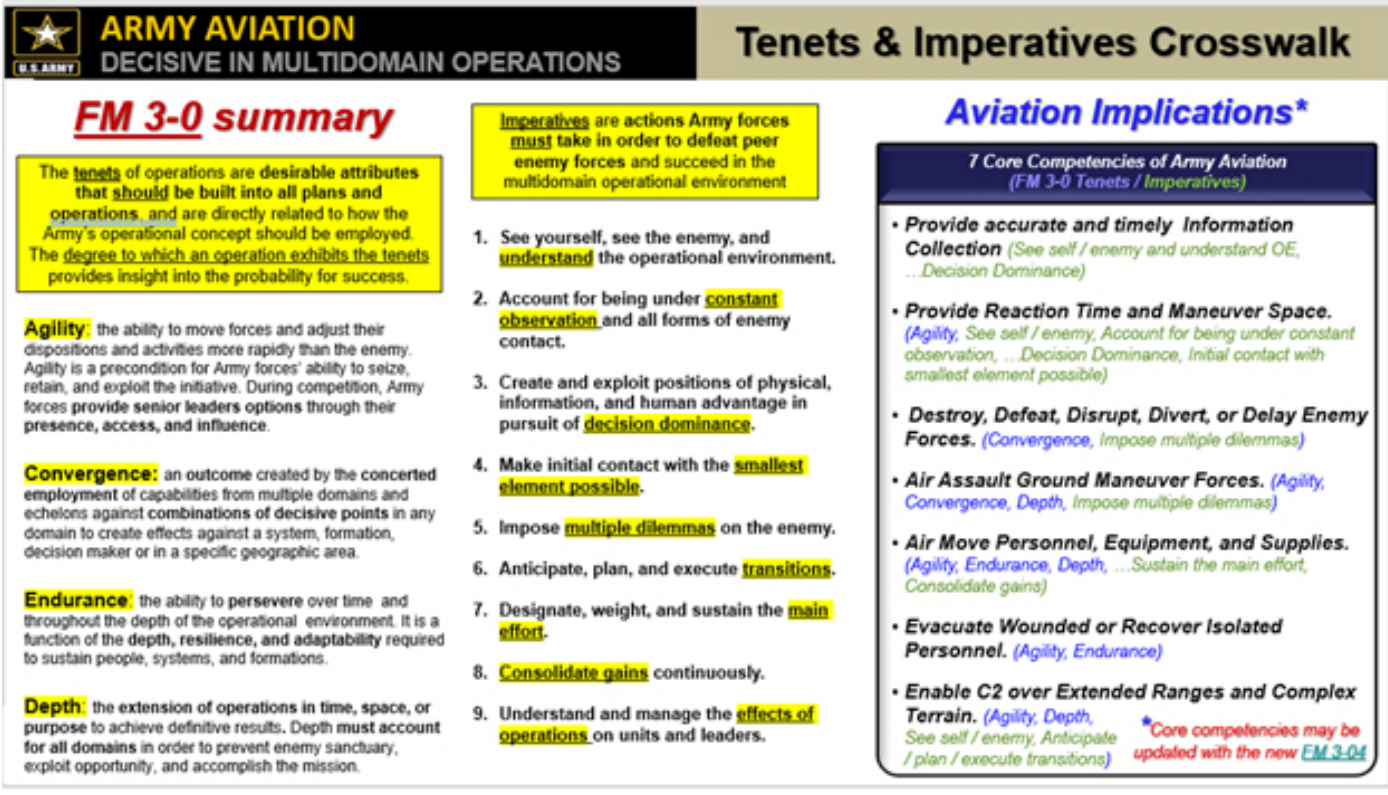 U.S.ARMY
ARMY AVIATION
DECISIVE IN MULTIDOMAIN OPERATIONS
Tenets & Imperatives Crosswalk
FM 3-0 summary
The tenets of operations are desirable attributes
that should be built into all plans and
operations, and are directly related to how the
Army's operational concept should be employed.
The degree to which an operation exhibits the tenets
provides insight into the probability for success.
Agility: the ability to move forces and adjust their
dispositions and activities more rapidly than the enemy.
Agility is a precondition for Army forces' ability to seize,
retain, and exploit the initiative. During competition, Army
forces provide senior leaders options through their
presence, access, and influence.
Convergence: an outcome created by the concerted
employment of capabilities from multiple domains and
echelons against combinations of decisive points in any
domain to create effects against a system, formation,
decision maker or in a specific geographic area.
Endurance: the ability to persevere over time and
throughout the depth of the operational environment. It is a
function of the depth, resilience, and adaptability required
to sustain people, systems, and formations.
Depth: the extension of operations in time, space, or
purpose to achieve definitive results. Depth must account
for all domains in order to prevent enemy sanctuary,
exploit opportunity, and accomplish the mission.
Imperatives are actions Army forces
must take in order to defeat peer
enemy forces and succeed in the
multidomain operational environment
1. See yourself, see the enemy, and
understand the operational environment.
2. Account for being under constant
observation and all forms of enemy
contact.
3. Create and exploit positions of physical,
information, and human advantage in
pursuit of decision dominance.
4. Make initial contact with the smallest
element possible.
5. Impose multiple dilemmas on the enemy.
6. Anticipate, plan, and execute transitions.
7. Designate, weight, and sustain the main
effort.
8. Consolidate gains continuously.
9. Understand and manage the effects of
operations on units and leaders.
Aviation Implications*
7 Core Competencies of Army Aviation
(FM 3-0 Tenets / Imperatives)
• Provide accurate and timely Information
Collection (See self / enemy and understand OE,
…Decision Dominance)
• Provide Reaction Time and Maneuver Space.
(Agility, See self / enemy, Account for being under constant
observation, …Decision Dominance, Initial contact with
smallest element possible)
• Destroy, Defeat, Disrupt, Divert, or Delay Enemy
Forces. (Convergence, Impose multiple dilemmas)
• Air Assault Ground Maneuver Forces. (Agility,
Convergence, Depth, Impose multiple dilemmas)
• Air Move Personnel, Equipment, and Supplies.
(Agility, Endurance, Depth, …Sustain the main effort,
Consolidate gains)
• Evacuate Wounded or Recover Isolated
Personnel. (Agility, Endurance)
• Enable C2 over Extended Ranges and Complex
Terrain. (Agility, Depth,
See self / enemy, Anticipate
/ plan / execute transitions)
*Core competencies may be
updated with the new FM 3-04